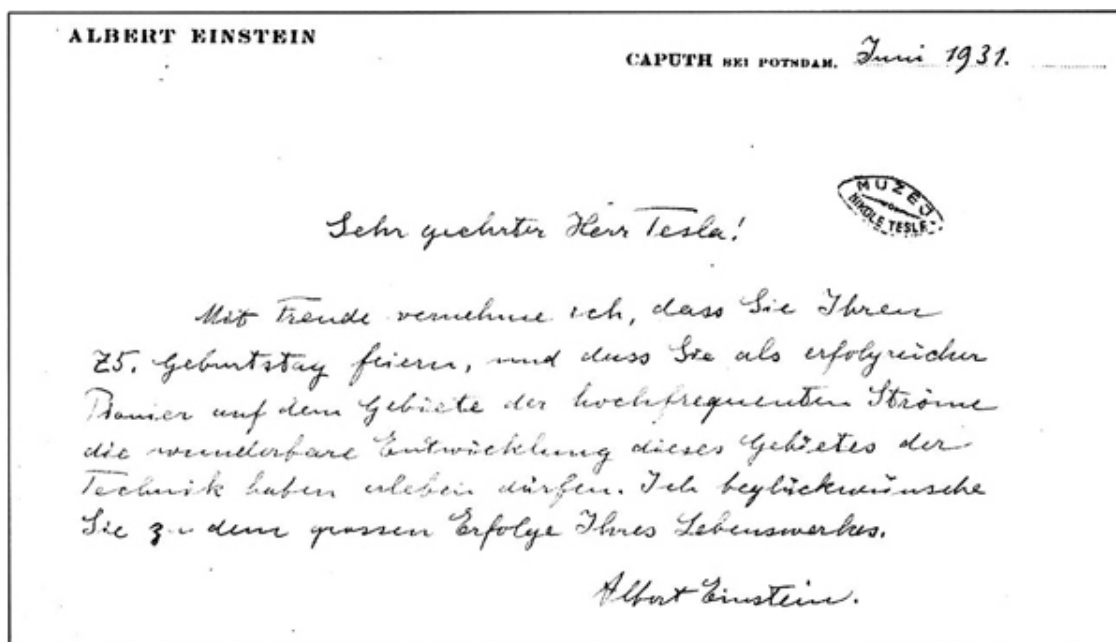 ALBERT EINSTEIN
CAPUTH BEI POTSDAM, Juni 1931.
MUZEJ
NIKOLE TESLE
Sehr geehrter Herr Tesla!
Mit Freude vernehme ich, dass Sie Ihren
75. Geburtstag feiern, und dass Sie als erfolgreicher
Pionier auf dem Gebiete der hochfrequenten Ströme
die wunderbare Entwicklung dieses Gebietes der
Technik haben erleben dürfen. Ich beglückwünsche
Sie zu dem grossen Erfolge Ihres Lebenswerkes.
Albert Einstein.